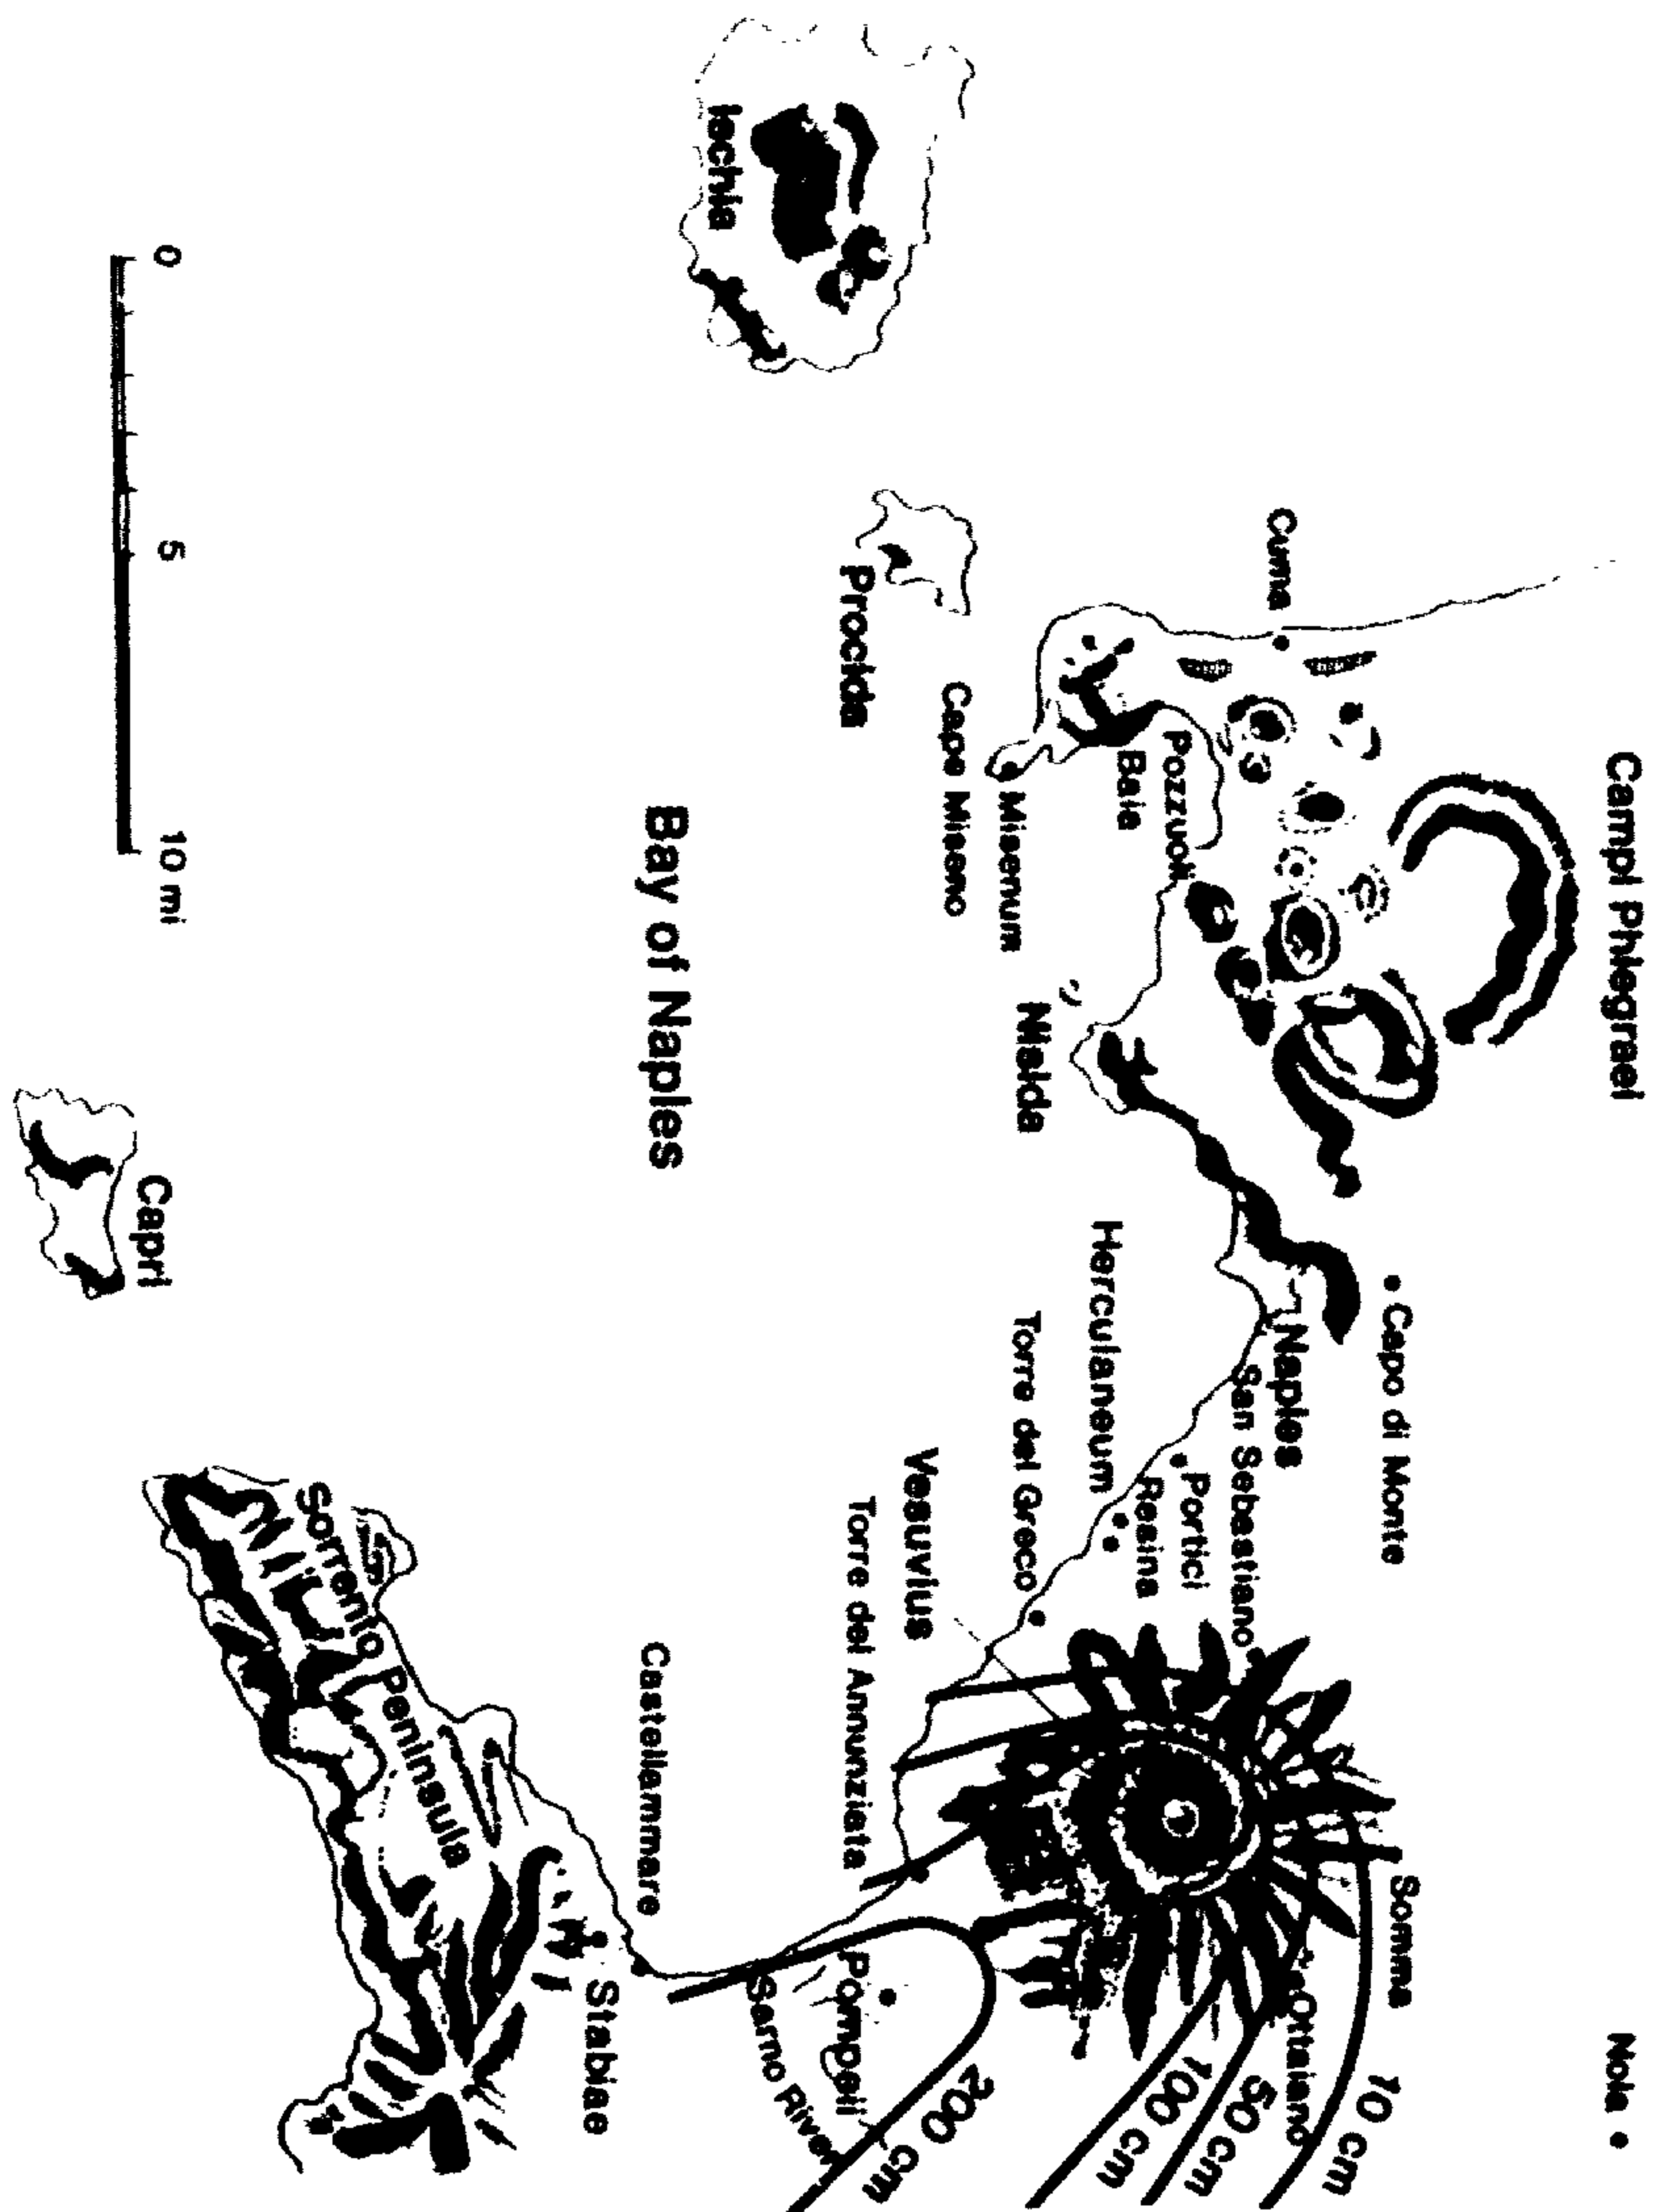 Campi Phlegraei
Nola
Cuma
Capo di Monte
Somma
Naples
San Sebastiano
Ottaiano
10 cm
50 cm
100 cm
Pozzuoli
Portici
Baia
Resina
Herculaneum
Misenum
Nisida
Torre del Greco
Cape Miseno
Vesuvius
200 cm
Procida
Torre del Annunziata
Pompeii
Sarno River
Ischia
Bay of Naples
Castellammare
Stabiae
Sorrento Peninsula
Capri
0
5
10 mi